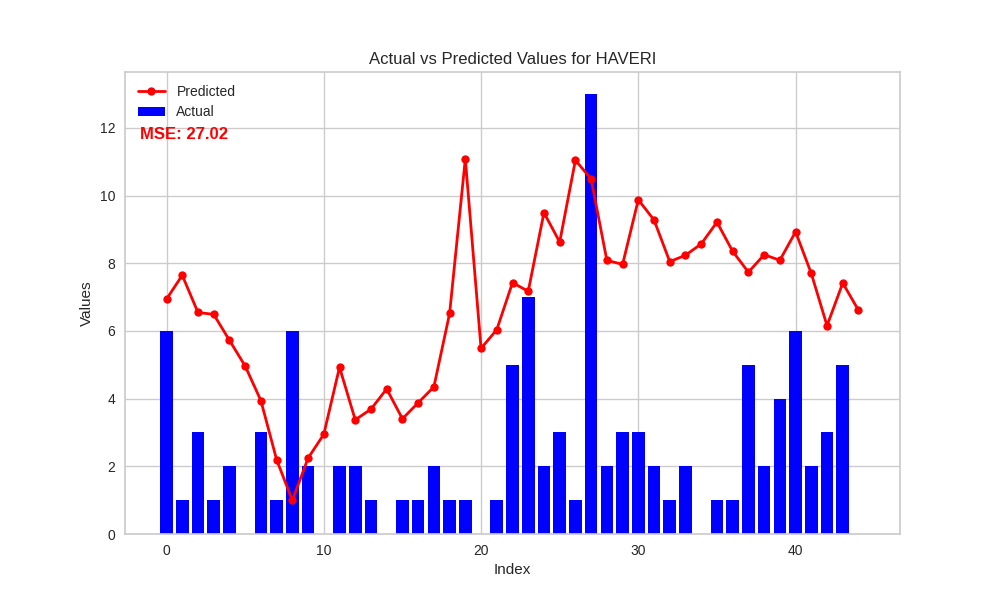 Actual vs Predicted Values for HAVERI
Predicted
Actual
MSE: 27.02
Values
12
10
8
6
4
2
0
0 10 20 30 40
Index